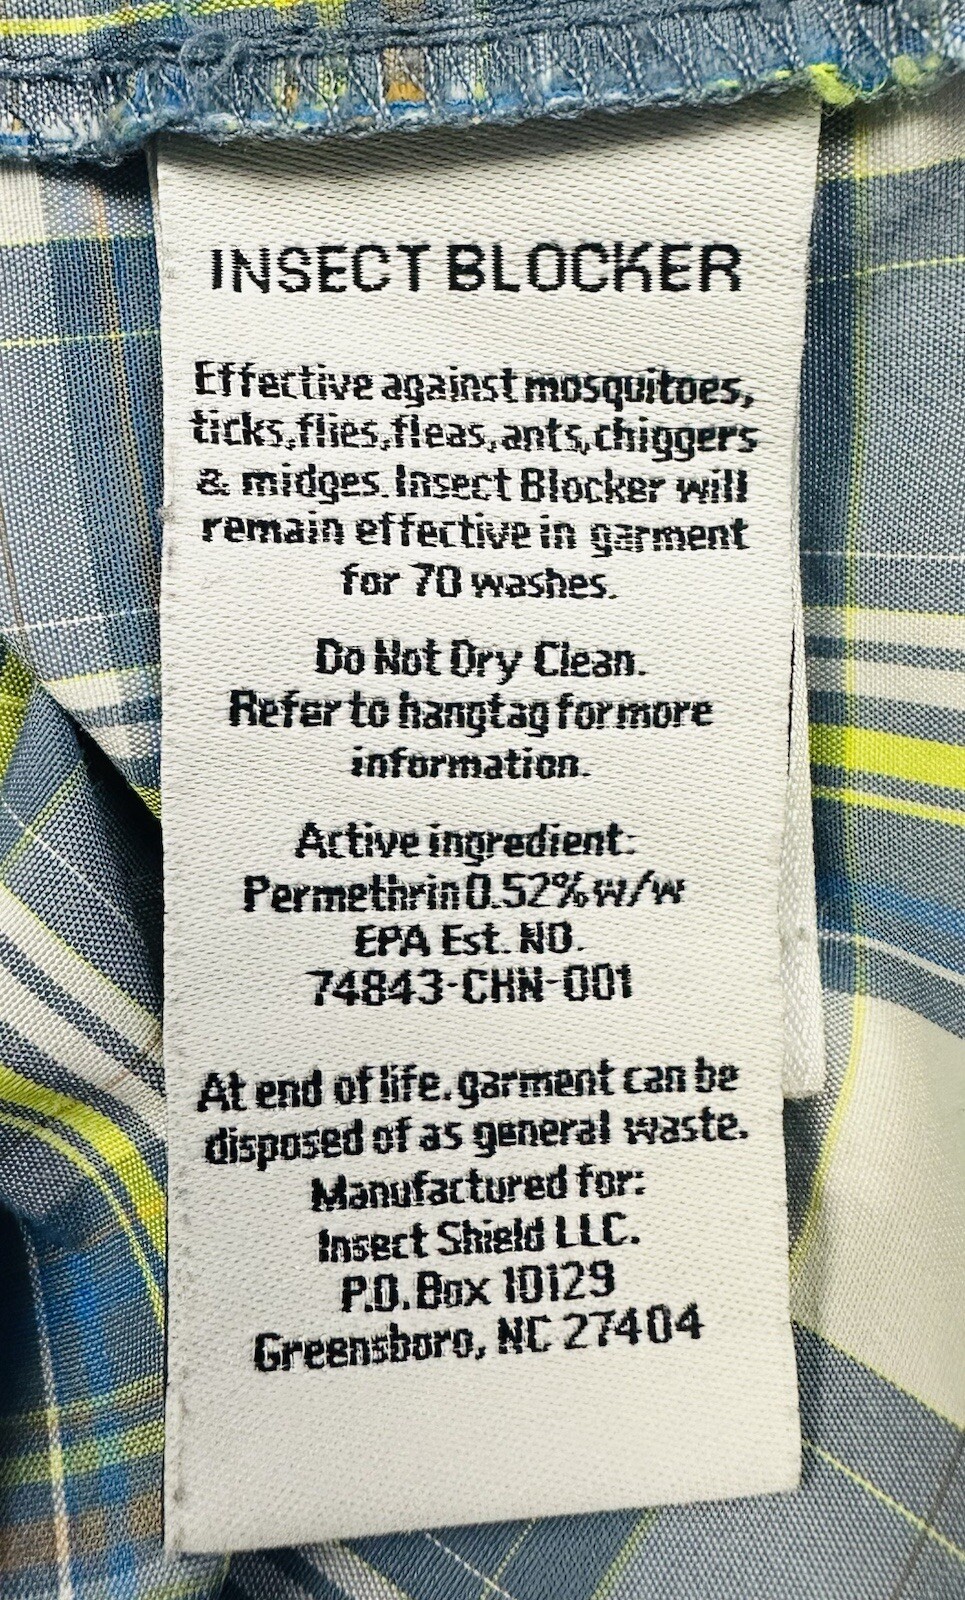 INSECT BLOCKER
Effective against mosquitoes,
ticks,flies,fleas,ants,chiggers
& midges. Insect Blocker will
remain effective in garment
for 70 washes.
Do Not Dry Clean.
Refer to hangtag for more
information.
Active ingredient:
Permethrin 0.52% w/w
EPA Est. NO.
74843-CHN-001
At end of life, garment can be
disposed of as general waste.
Manufactured for:
Insect Shield LLC.
P.O. Box 10129
Greensboro, NC 27404